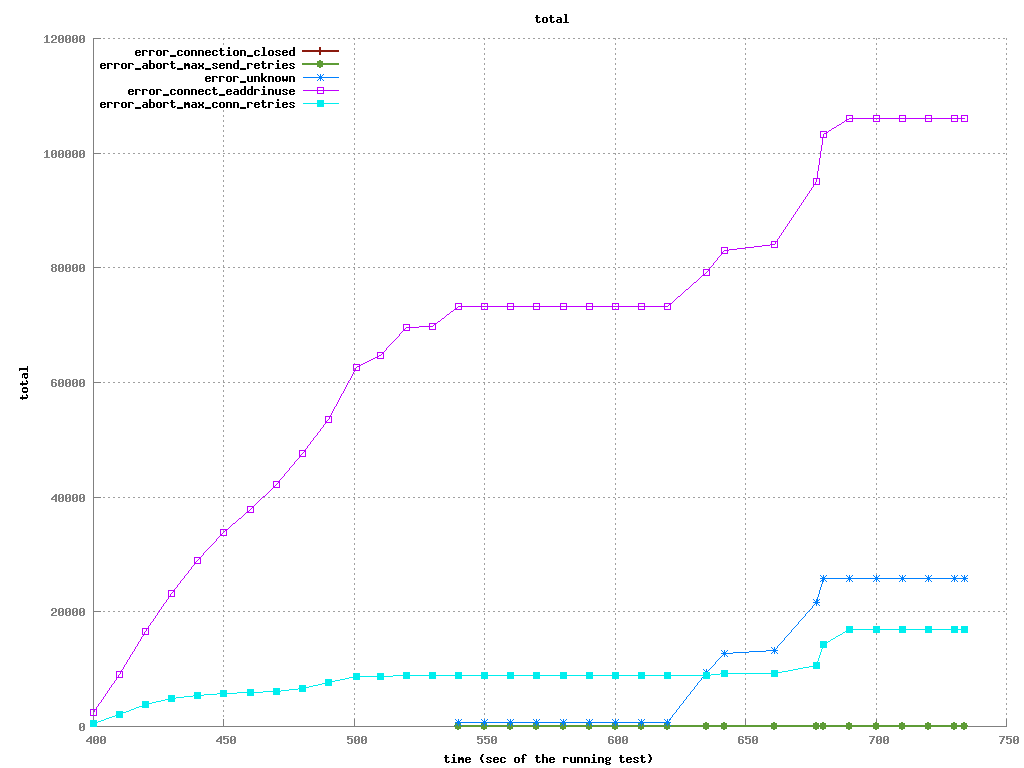 total
120000
100000
80000
60000
40000
20000
0
total
error_connection_closed
error_abort_max_send_retries
error_unknown
error_connect_eaddrinuse
error_abort_max_conn_retries
400 450 500 550 600 650 700 750
time (sec of the running test)